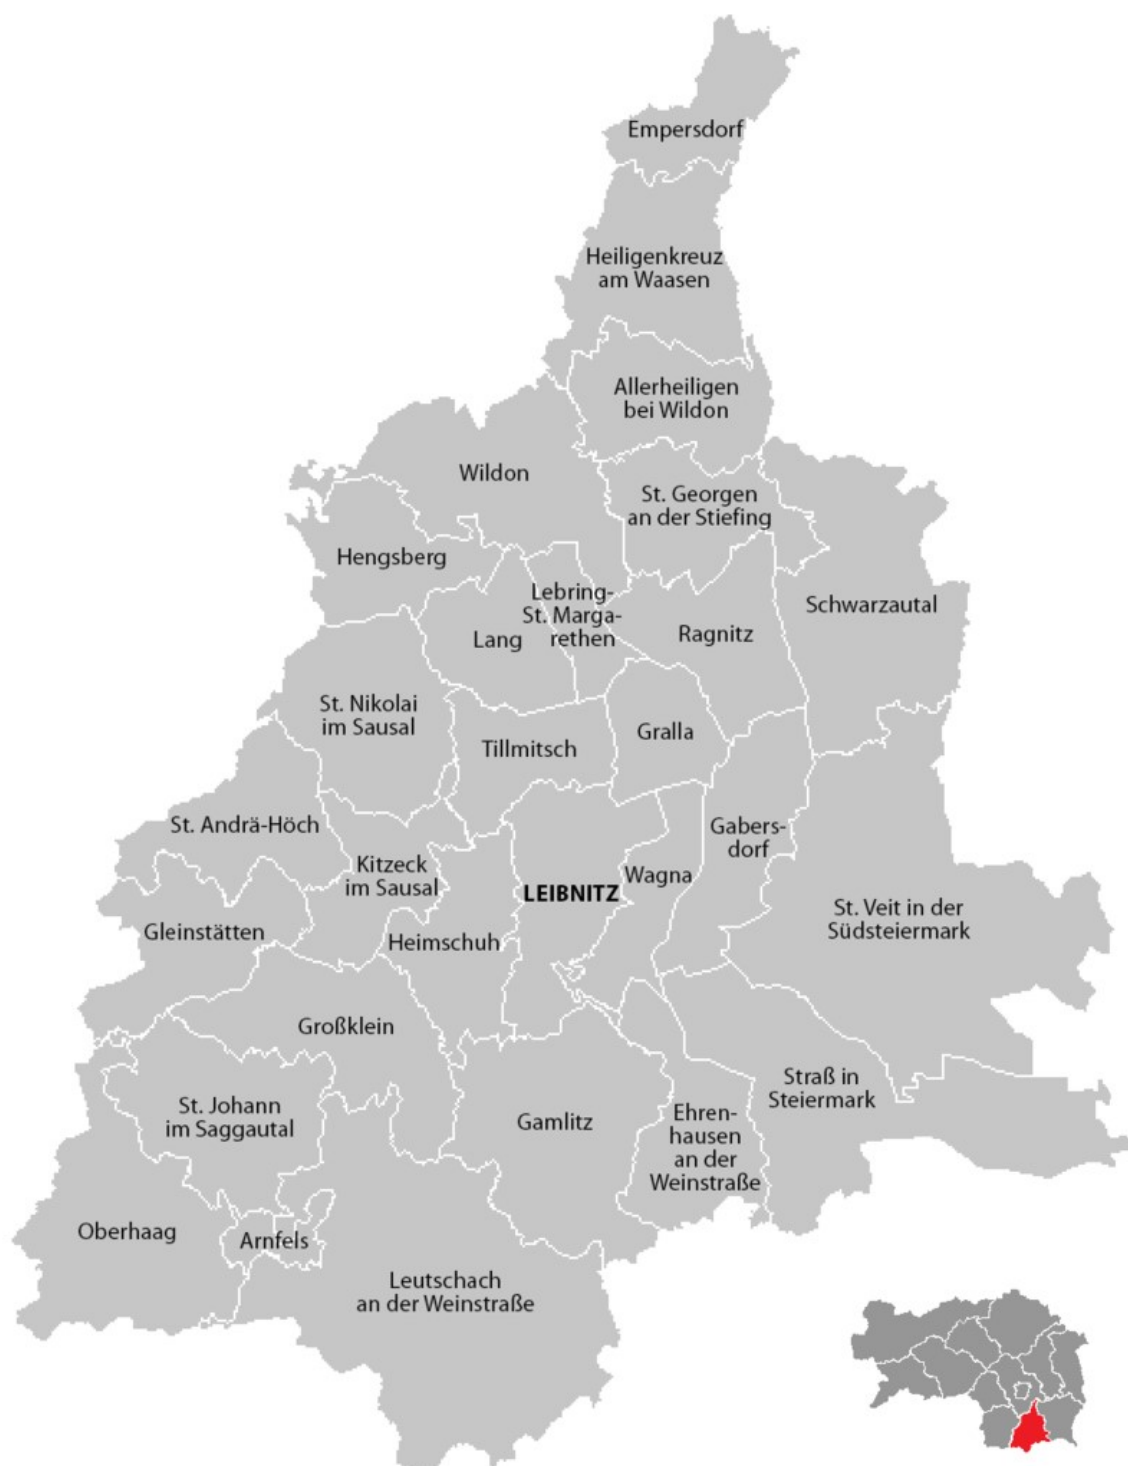 Empersdorf
Heiligenkreuz
am Waasen
Allerheiligen
bei Wildon
Wildon
St. Georgen
an der Stiefing
Hengsberg
Lebring-
St. Marga-
rethen
Schwarzautal
Lang
Ragnitz
St. Nikolai
im Sausal
Tillmitsch
Gralla
St. Andrä-Höch
Gabers-
dorf
Kitzeck
im Sausal
Wagna
LEIBNITZ
St. Veit in der
Südsteiermark
Gleinstätten
Heimschuh
Großklein
Straß in
Steiermark
St. Johann
im Saggautal
Gamlitz
Ehren-
hausen
an der
Weinstraße
Oberhaag
Arnfels
Leutschach
an der Weinstraße